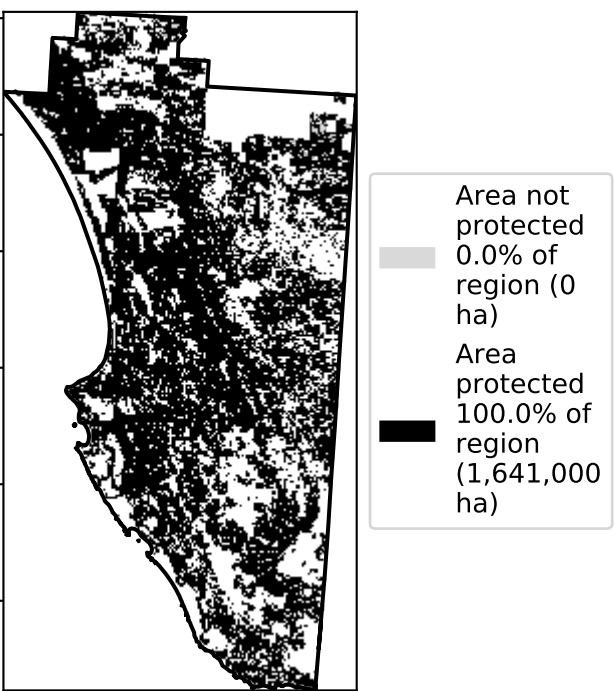 Area not
protected
0.0% of
region (0
ha)
Area
protected
100.0% of
region
(1,641,000
ha)